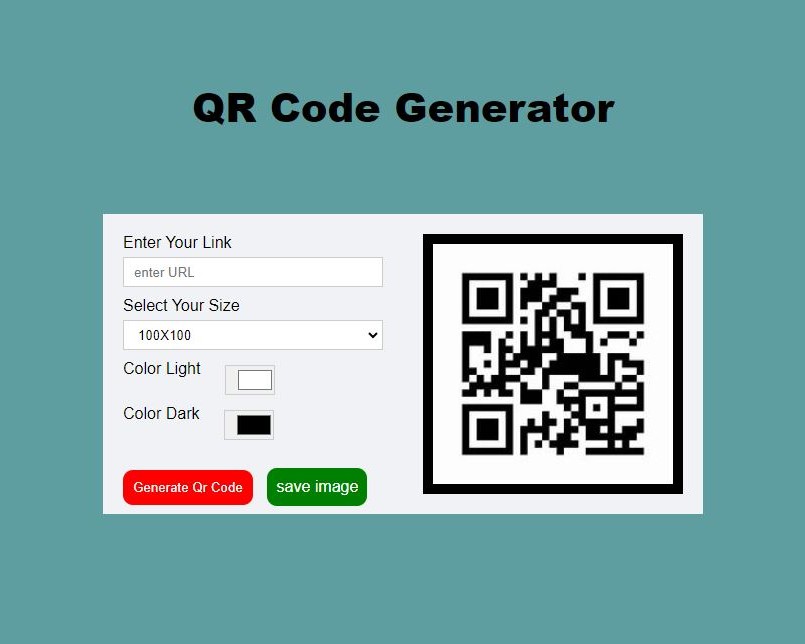 QR Code Generator
Enter Your Link
enter URL
Select Your Size
100X100
Color Light
Color Dark
Generate Qr Code
save image